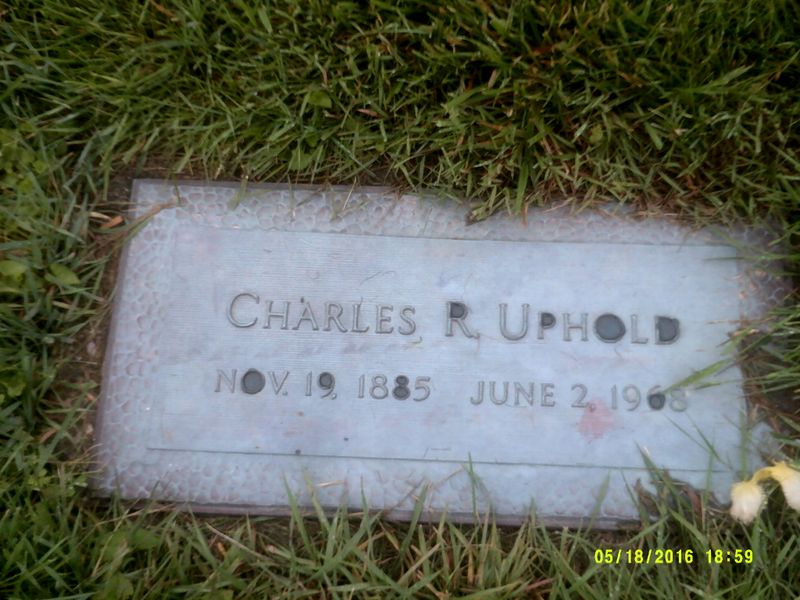 CHARLES R. UPHOLD
NOV. 19, 1885 JUNE 2, 1968
05/18/2016 18:59